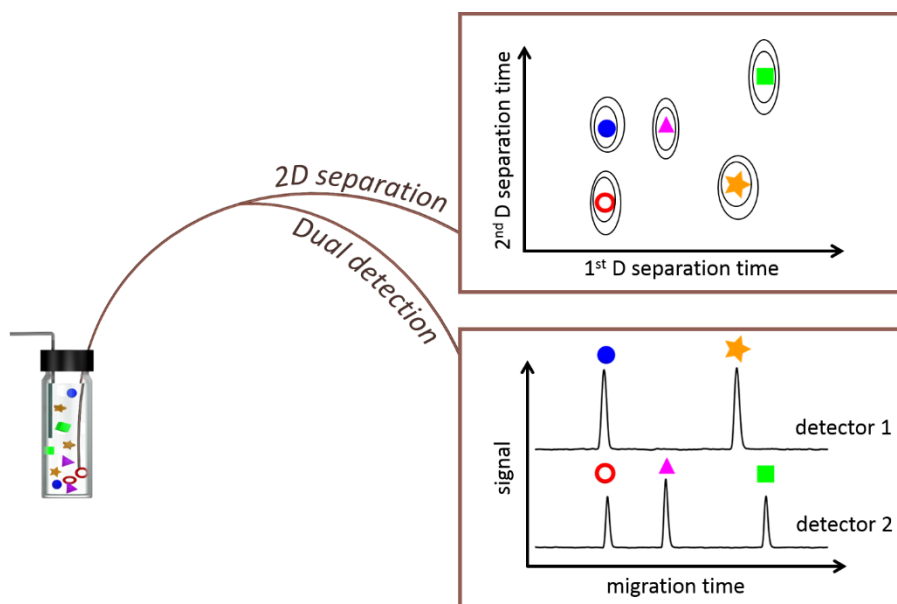 2D separation
Dual detection
2nd D separation time
1st D separation time
signal
detector 1
detector 2
migration time